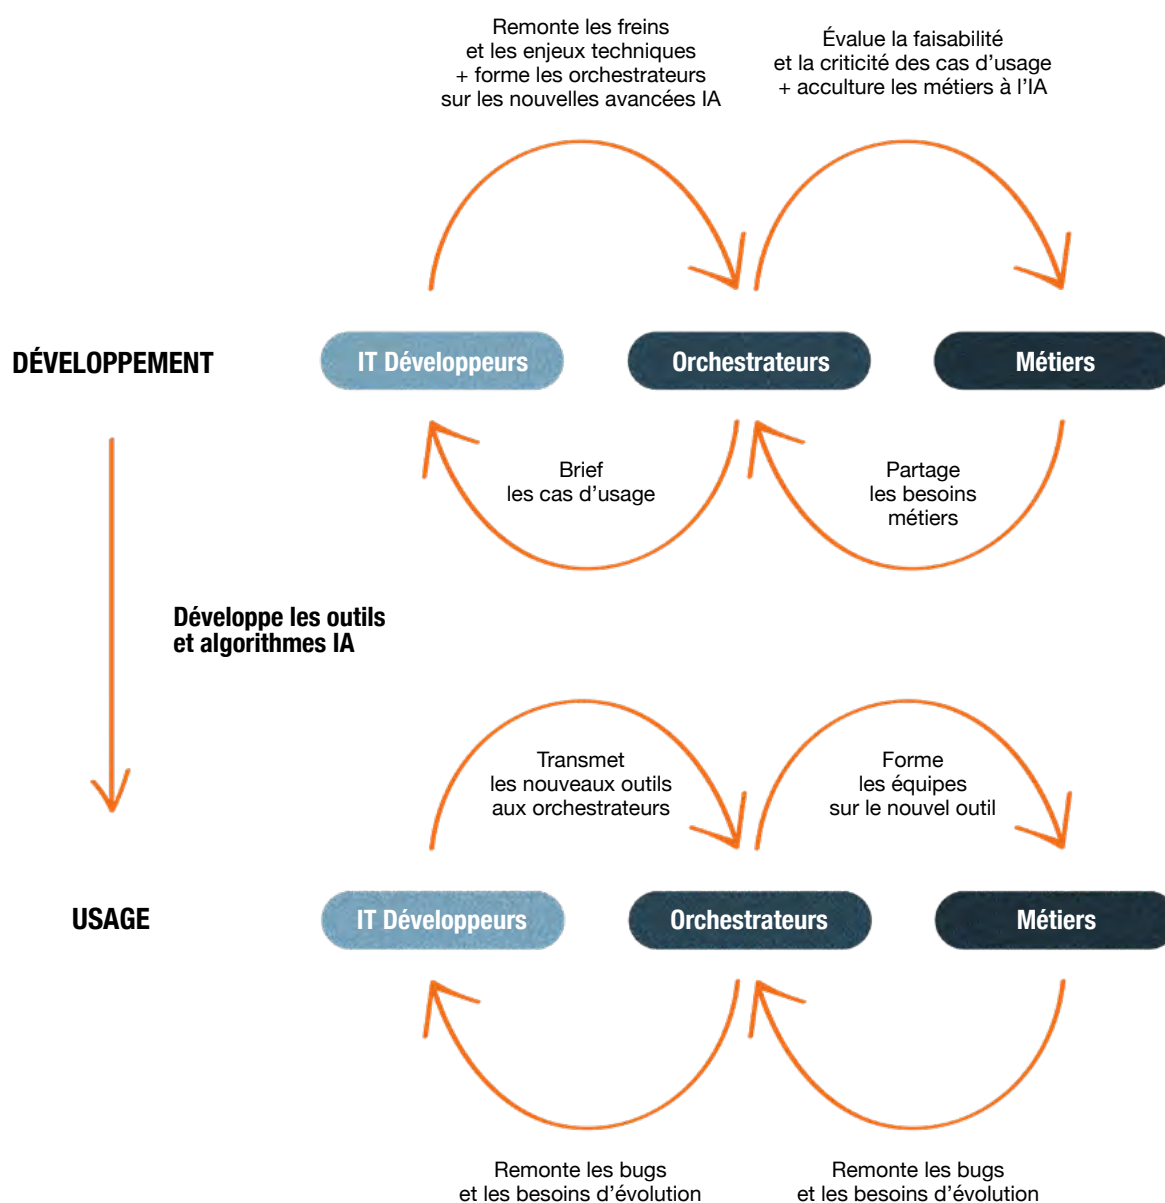 Remonte les freins
et les enjeux techniques
+ forme les orchestrateurs
sur les nouvelles avancées IA
Évalue la faisabilité
et la criticité des cas d'usage
+ acculture les métiers à l'IA
DÉVELOPPEMENT
IT Développeurs
Orchestrateurs
Métiers
Brief
les cas d'usage
Partage
les besoins
métiers
Développe les outils
et algorithmes IA
Transmet
les nouveaux outils
aux orchestrateurs
Forme
les équipes
sur le nouvel outil
USAGE
IT Développeurs
Orchestrateurs
Métiers
Remonte les bugs
et les besoins d'évolution
Remonte les bugs
et les besoins d'évolution